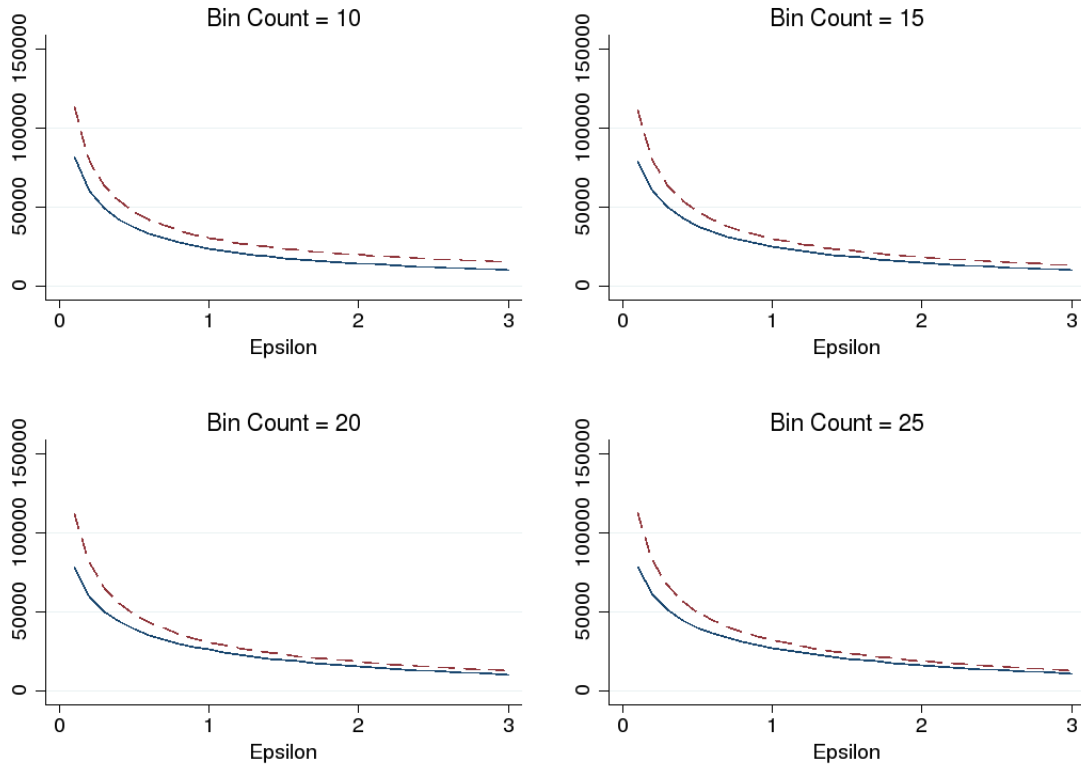 Bin Count = 10
150000
100000
50000
0
0 1 2 3
Epsilon
Bin Count = 15
150000
100000
50000
0
0 1 2 3
Epsilon
Bin Count = 20
150000
100000
50000
0
0 1 2 3
Epsilon
Bin Count = 25
150000
100000
50000
0
0 1 2 3
Epsilon